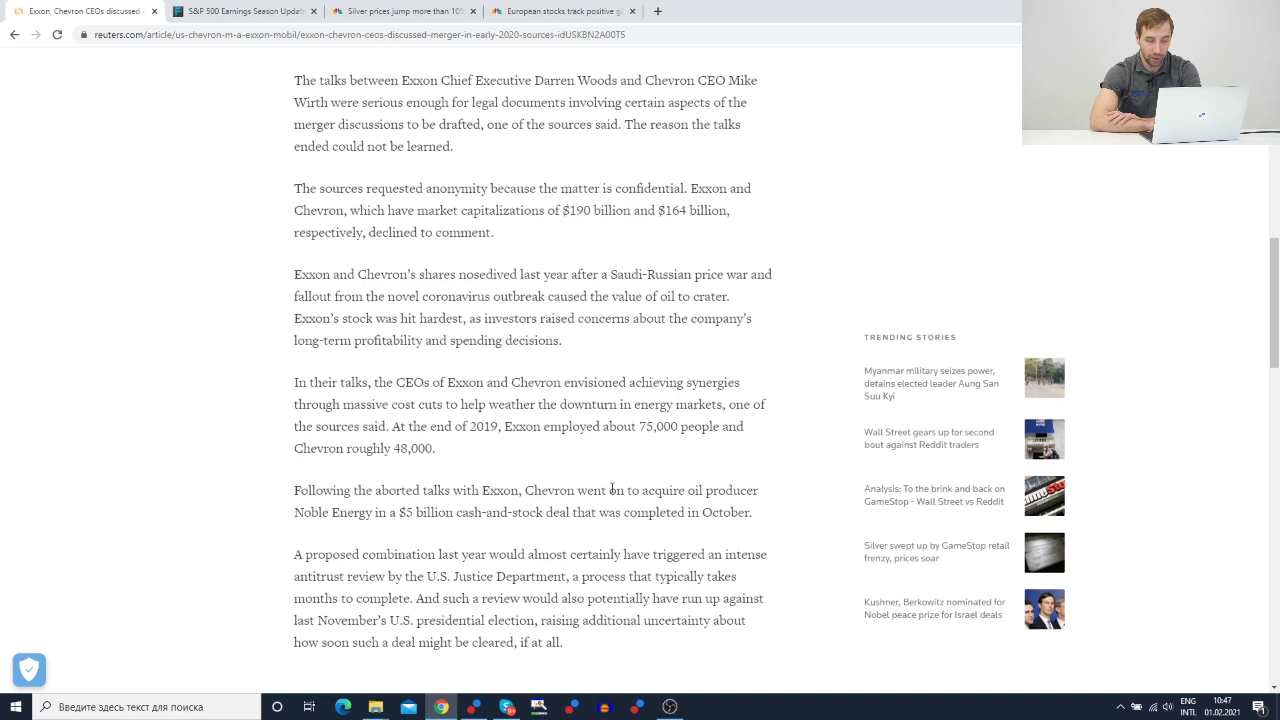 Exxon, Chevron CEOs discussed
S&P 500 Earnings Season Update:
Silver prices jump more than 10%
European stocks track positive gl
reuters.com/article/us-chevron-m-a-exxon-mobil/exxon-chevron-ceos-discussed-merger-in-early-2020-sources-idUSKBN2A00T5
The talks between Exxon Chief Executive Darren Woods and Chevron CEO Mike
Wirth were serious enough for legal documents involving certain aspects of the
merger discussions to be drafted, one of the sources said. The reason the talks
ended could not be learned.
The sources requested anonymity because the matter is confidential. Exxon and
Chevron, which have market capitalizations of $190 billion and $164 billion,
respectively, declined to comment.
Exxon and Chevron’s shares nosedived last year after a Saudi-Russian price war and
fallout from the novel coronavirus outbreak caused the value of oil to crater.
Exxon’s stock was hit hardest, as investors raised concerns about the company’s
long-term profitability and spending decisions.
In their talks, the CEOs of Exxon and Chevron envisioned achieving synergies
through massive cost cuts to help weather the downturn in energy markets, one of
the sources said. At the end of 2019, Exxon employed about 75,000 people and
Chevron roughly 48,000.
Following the aborted talks with Exxon, Chevron went on to acquire oil producer
Noble Energy in a $5 billion cash-and-stock deal that was completed in October.
A proposed combination last year would almost certainly have triggered an intense
antitrust review by the U.S. Justice Department, a process that typically takes
months to complete. And such a review would also potentially have run up against
last November’s U.S. presidential election, raising additional uncertainty about
how soon such a deal might be cleared, if at all.
TRENDING STORIES
Myanmar military seizes power,
detains elected leader Aung San
Suu Kyi
Wall Street gears up for second
bout against Reddit traders
Analysis: To the brink and back on
GameStop - Wall Street vs Reddit
Silver swept up by GameStop retail
frenzy, prices soar
Kushner, Berkowitz nominated for
Nobel peace prize for Israel deals
Введите здесь текст для поиска
ENG
INTL
10:47
01.02.2021